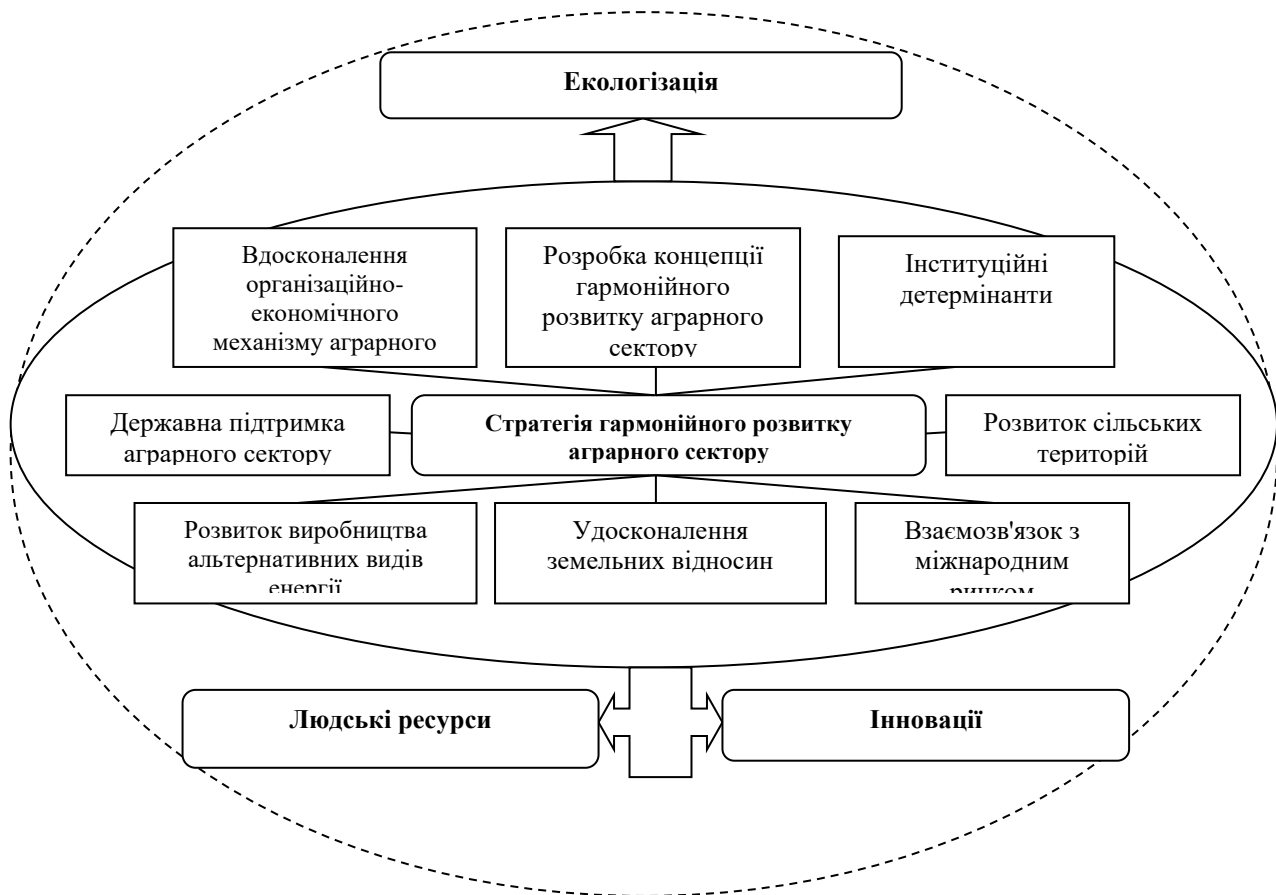 Екологізація
Вдосконалення
організаційно-
економічного
механізму аграрного
Розробка концепції
гармонійного
розвитку аграрного
сектору
Інституційні
детермінанти
Державна підтримка
аграрного сектору
Стратегія гармонійного розвитку
аграрного сектору
Розвиток сільських
територій
Розвиток виробництва
альтернативних видів
енергії
Удосконалення
земельних відносин
Взаємозв'язок з
міжнародним
ринком
Людські ресурси
Інновації